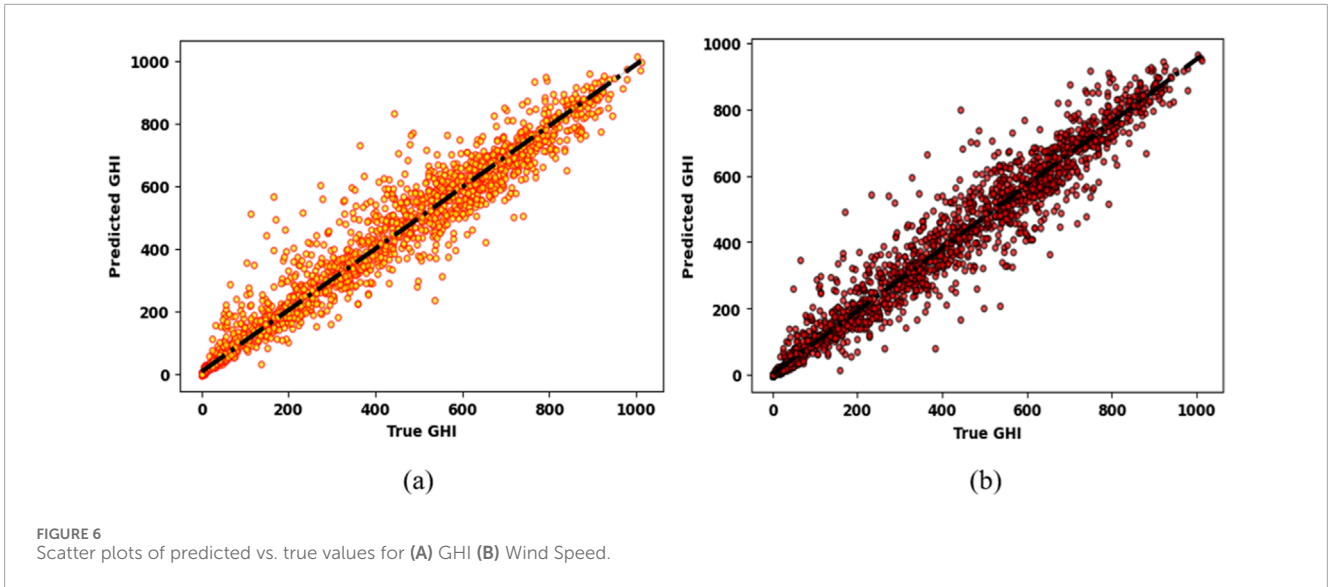 1000
800
600
400
200
0
Predicted GHI
0 200 400 600 800 1000
True GHI
(a)
1000
800
600
400
200
0
Predicted GHI
0 200 400 600 800 1000
True GHI
(b)
FIGURE 6
Scatter plots of predicted vs. true values for (A) GHI (B) Wind Speed.